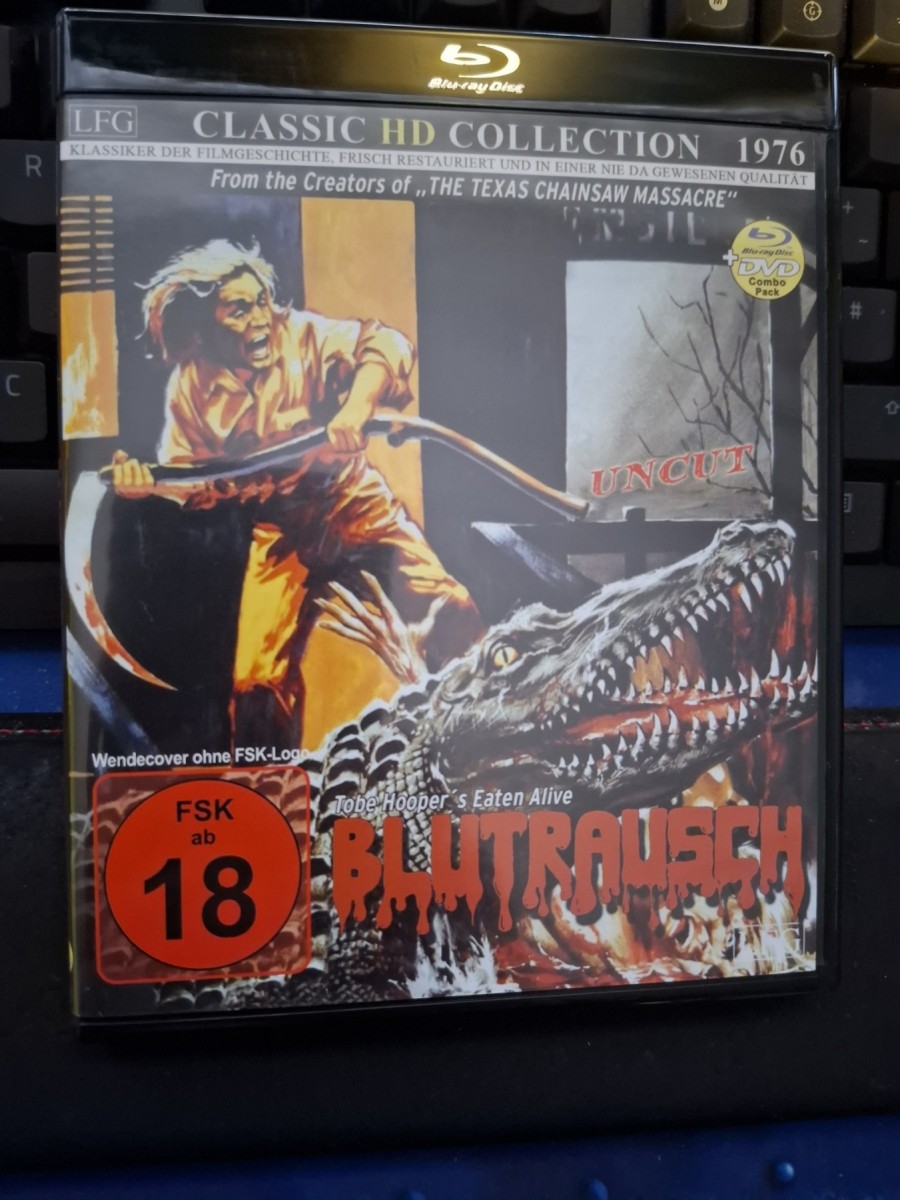 M
G
R
C
+
~
#
Blu-ray Disc
LFG
CLASSIC HD COLLECTION 1976
KLASSIKER DER FILMGESCHICHTE, FRISCH RESTAURIERT UND IN EINER NIE DA GEWESENEN QUALITÄT
From the Creators of „THE TEXAS CHAINSAW MASSACRE“
Blu-ray Disc
+DVD
Combo
Pack
UNCUT
Wendecover ohne FSK-Logo
FSK
ab
18
Tobe Hooper´s Eaten Alive
BLUTRAUSCH
LFG